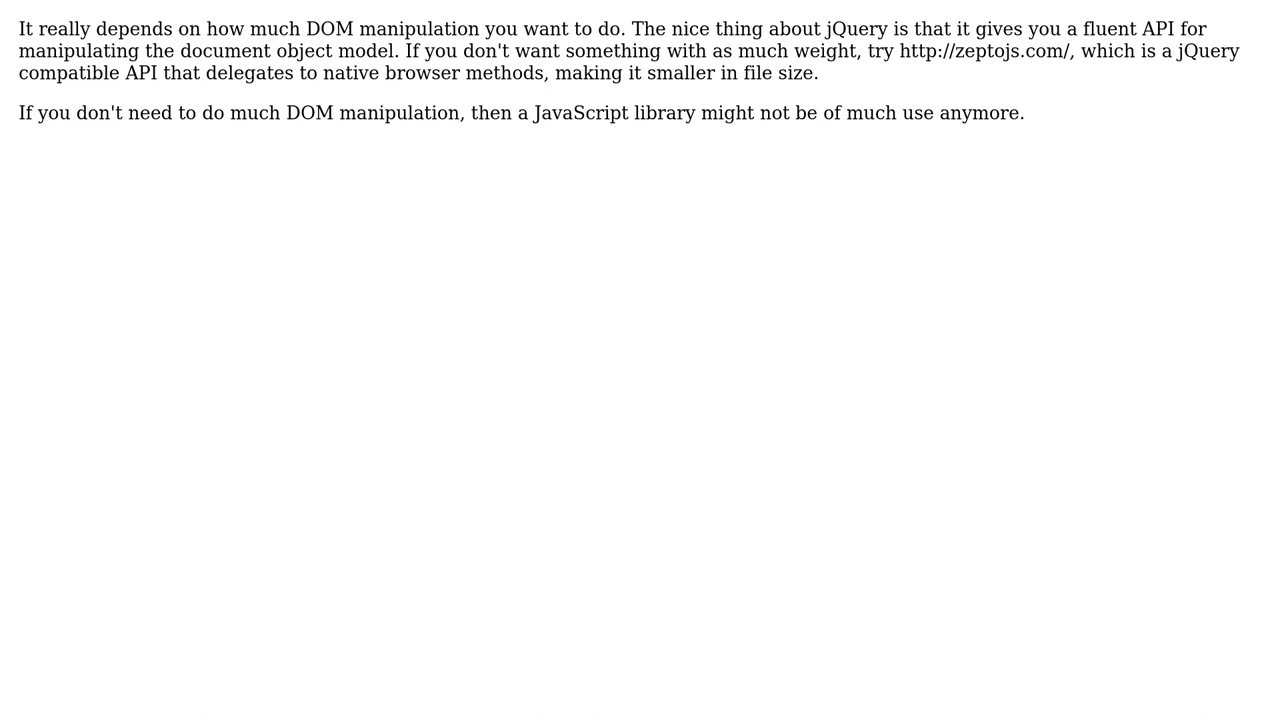 It really depends on how much DOM manipulation you want to do. The nice thing about jQuery is that it gives you a fluent API for
manipulating the document object model. If you don't want something with as much weight, try http://zeptojs.com/, which is a jQuery
compatible API that delegates to native browser methods, making it smaller in file size.
If you don't need to do much DOM manipulation, then a JavaScript library might not be of much use anymore.